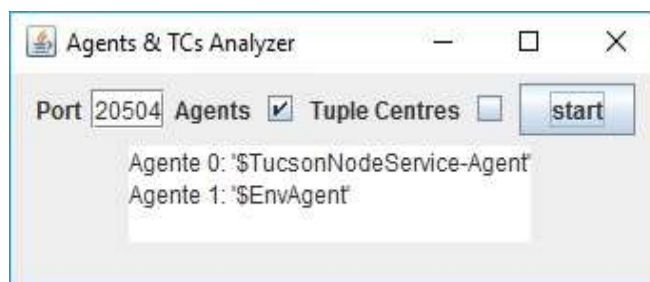 Agents & TCs Analyzer
Port 20504 Agents Tuple Centres start
Agente 0: '$TucsonNodeService-Agent'
Agente 1: '$EnvAgent'